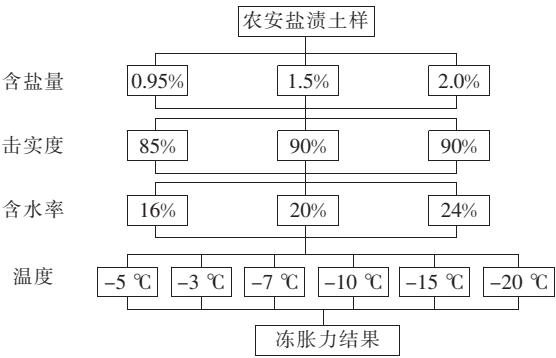 农安盐渍土样
含盐量 0.95% 1.5% 2.0%
击实度 85% 90% 90%
含水率 16% 20% 24%
温度 −5 ℃ −3 ℃ −7 ℃ −10 ℃ −15 ℃ −20 ℃
冻胀力结果